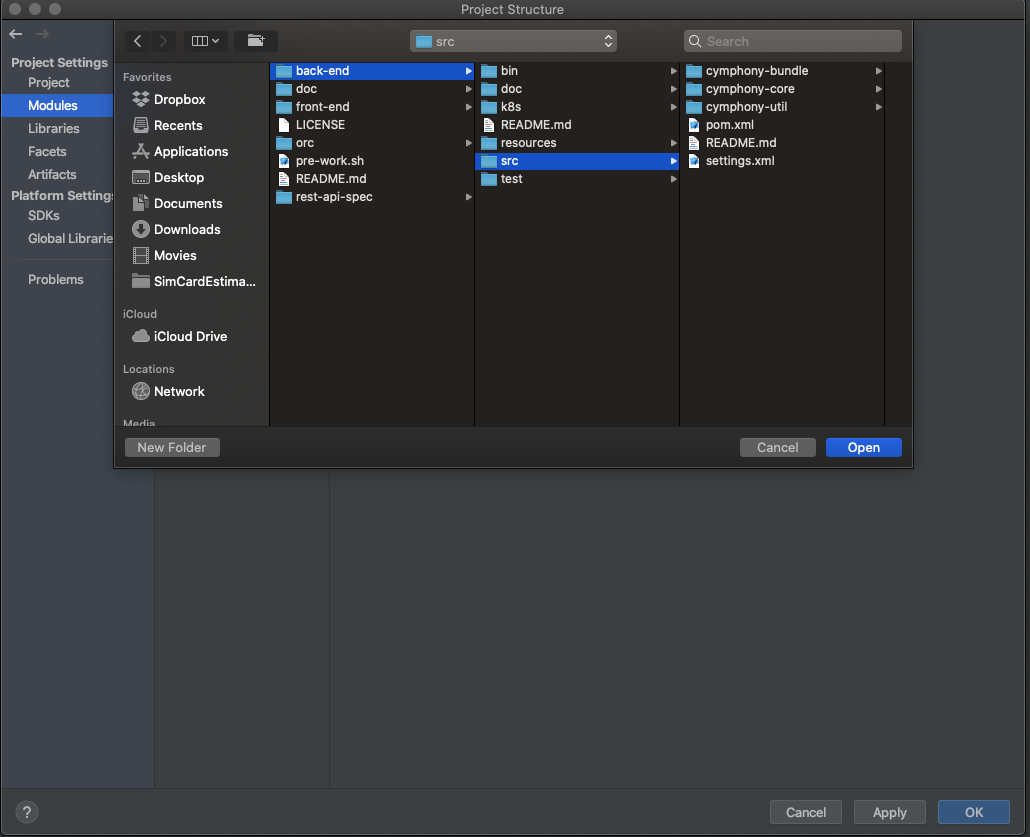 Project Structure
Project Settings
Project
Modules
Libraries
Facets
Artifacts
Platform Settings
SDKs
Global Librarie
Problems
src
Search
Favorites
Dropbox
Recents
Applications
Desktop
Documents
Downloads
Movies
SimCardEstima...
iCloud
iCloud Drive
Locations
Network
Media
back-end
doc
front-end
LICENSE
orc
pre-work.sh
README.md
rest-api-spec
bin
doc
k8s
README.md
resources
src
test
cymphony-bundle
cymphony-core
cymphony-util
pom.xml
README.md
settings.xml
New Folder
Cancel
Open
?
Cancel
Apply
OK